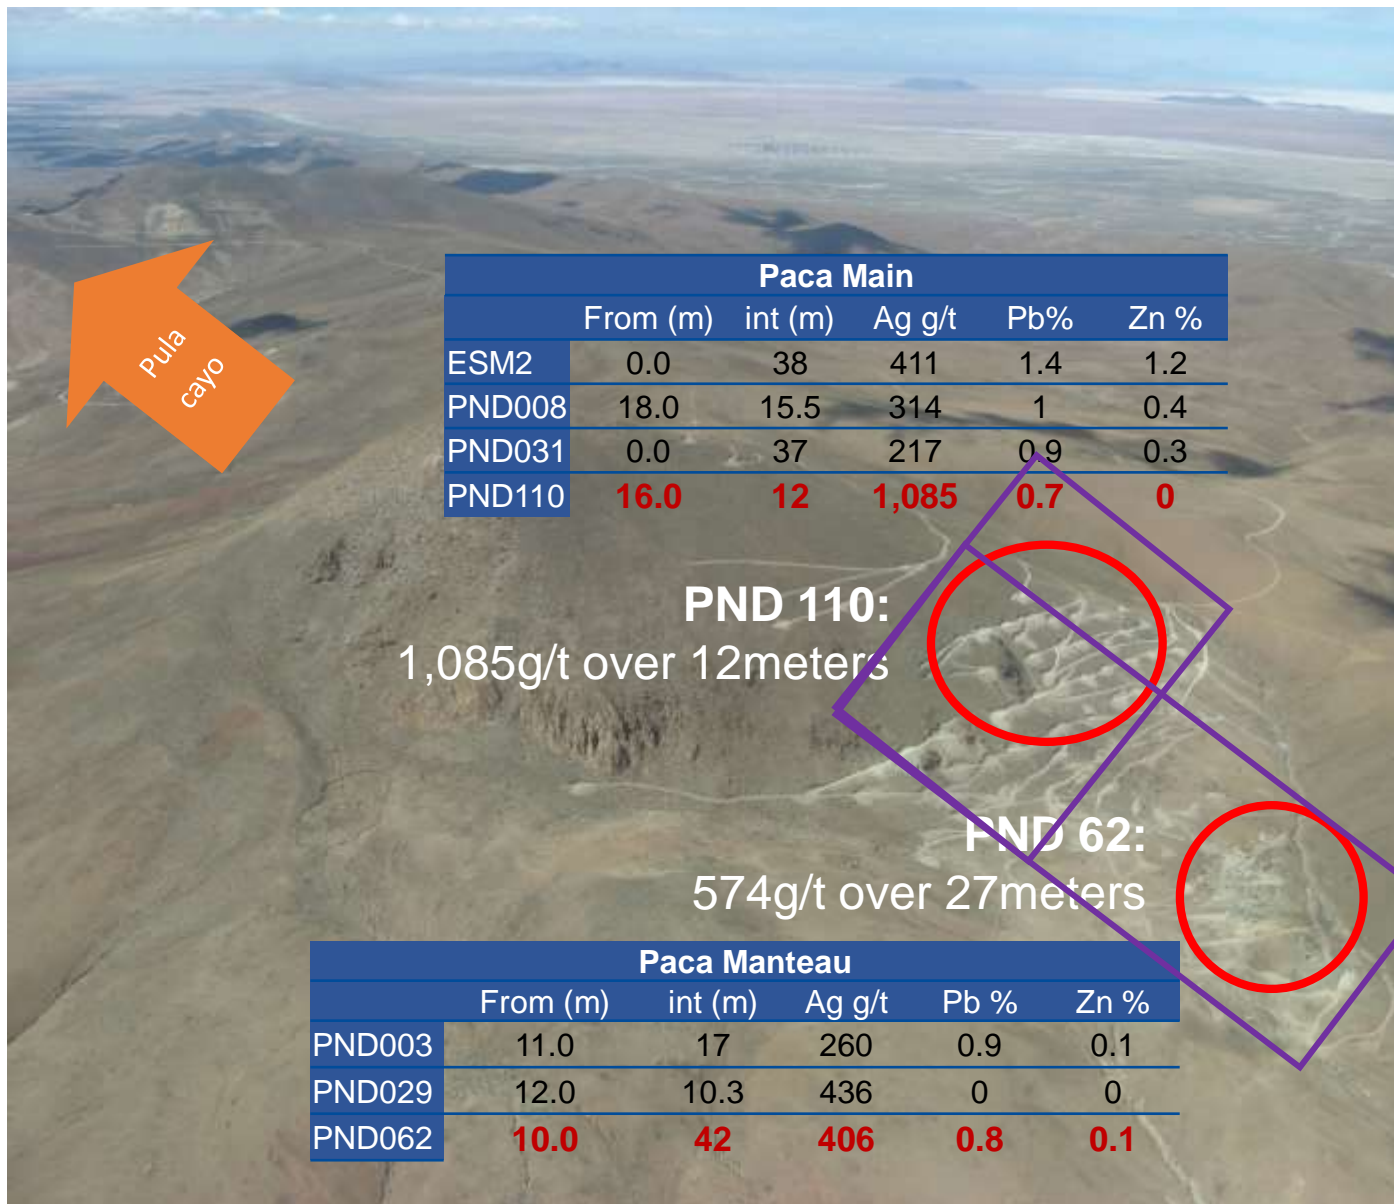 Paca Main
From (m) int (m) Ag g/t Pb% Zn %
ESM2 0.0 38 411 1.4 1.2
PND008 18.0 15.5 314 1 0.4
PND031 0.0 37 217 0.9 0.3
PND110 16.0 12 1,085 0.7 0
Pula
cayo
PND 110:
1,085g/t over 12meters
PND 62:
574g/t over 27meters
Paca Manteau
From (m) int (m) Ag g/t Pb % Zn %
PND003 11.0 17 260 0.9 0.1
PND029 12.0 10.3 436 0 0
PND062 10.0 42 406 0.8 0.1